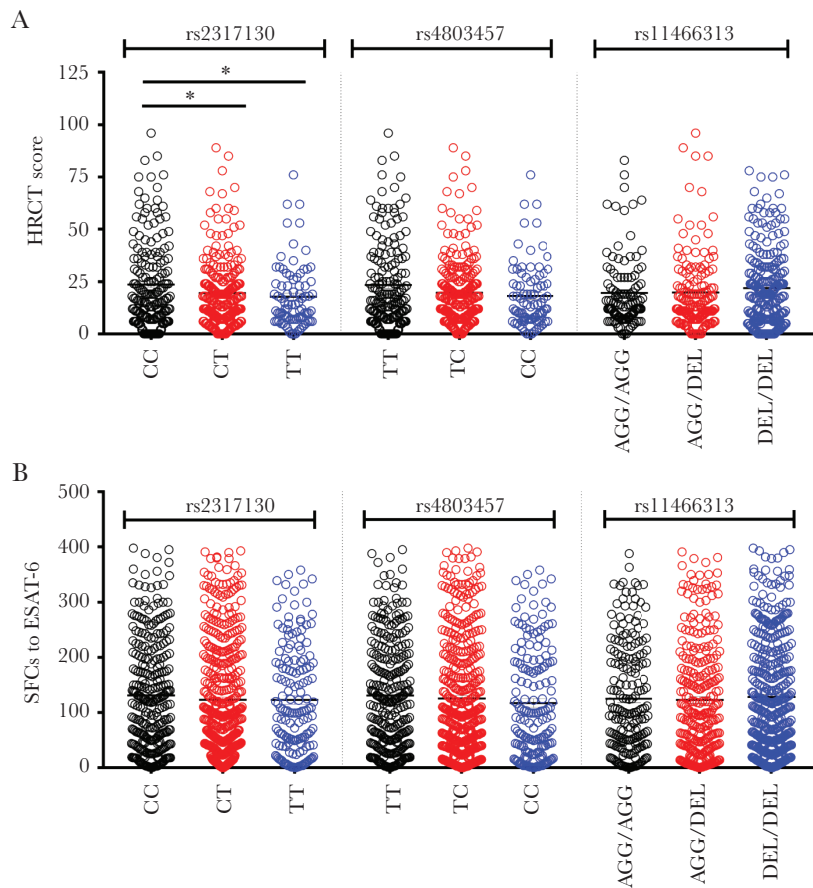 A
rs2317130 rs4803457 rs11466313
* *
HRCT score
125
100
75
50
25
0
CC CT TT TT TC CC AGG/AGG AGG/DEL DEL/DEL
B
rs2317130 rs4803457 rs11466313
SFCs to ESAT-6
500
400
300
200
100
0
CC CT TT TT TC CC AGG/AGG AGG/DEL DEL/DEL